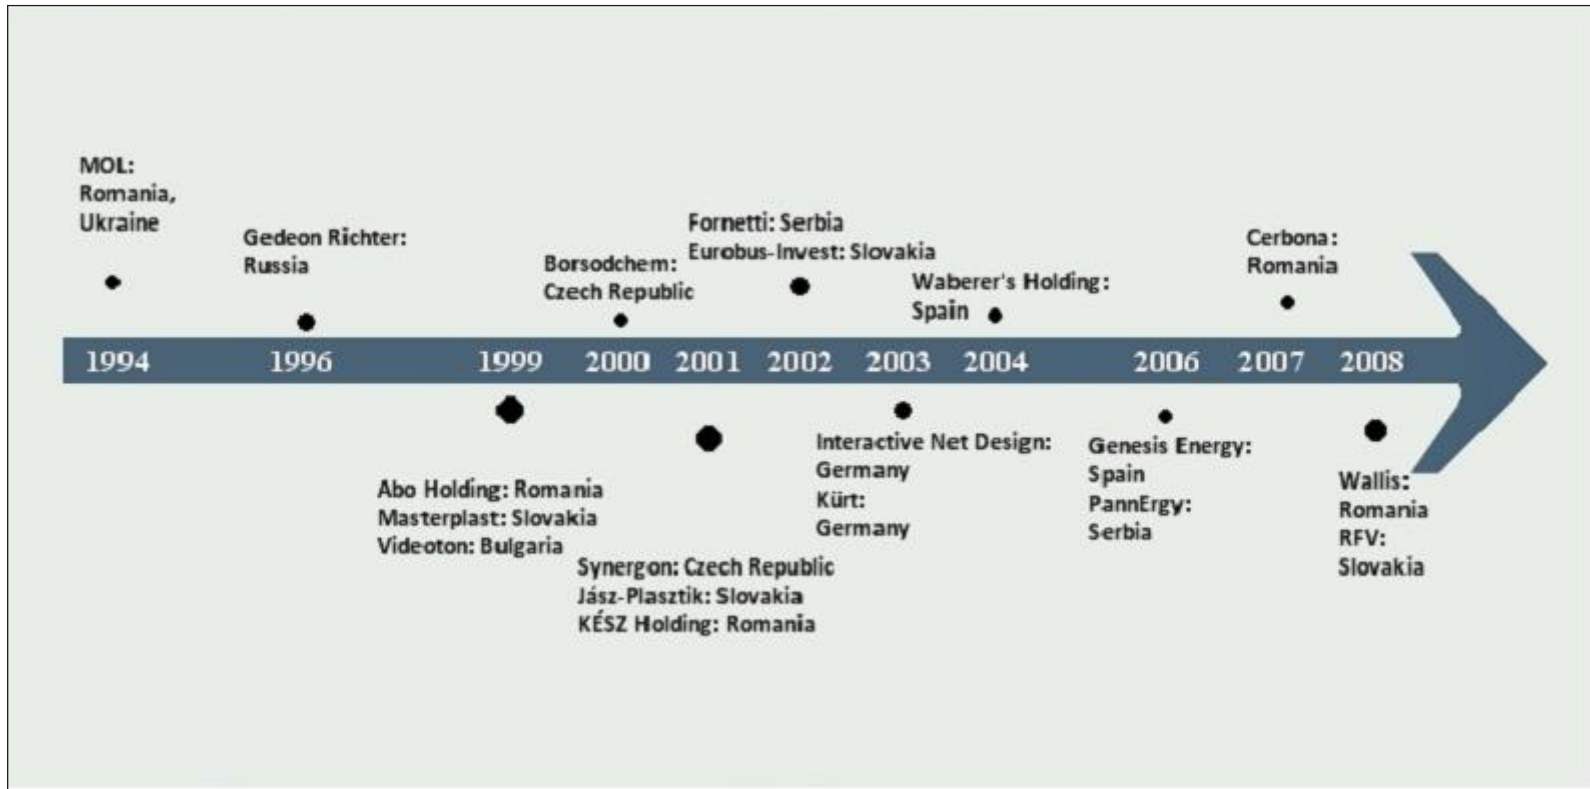 MOL:
Romania,
Ukraine
Gedeon Richter:
Russia
Borsodchem:
Czech Republic
Fornetti: Serbia
Eurobus-Invest: Slovakia
Waberer's Holding:
Spain
Cerbona:
Romania
1994 1996 1999 2000 2001 2002 2003 2004 2006 2007 2008
Abo Holding: Romania
Masterplast: Slovakia
Videoton: Bulgaria
Synergon: Czech Republic
Jász-Plasztik: Slovakia
KÉSZ Holding: Romania
Interactive Net Design:
Germany
Kürt:
Germany
Genesis Energy:
Spain
PannErgy:
Serbia
Wallis:
Romania
RFV:
Slovakia